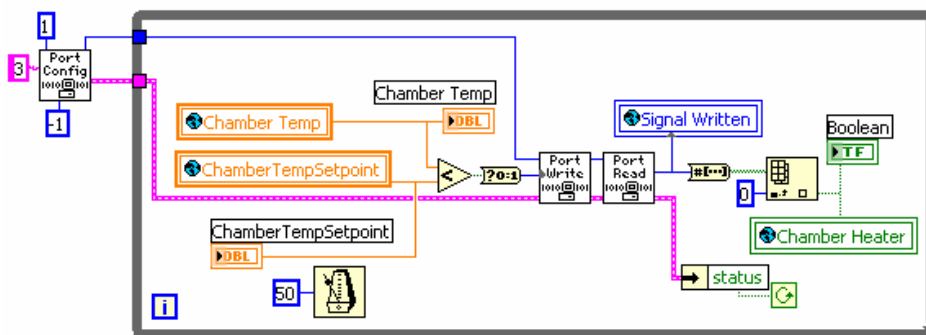 1
Port
Config
3
-1
Chamber Temp
Chamber Temp
DBL
ChamberTempSetpoint
ChamberTempSetpoint
DBL
50
i
<
?0:1
Port
Write
Port
Read
Signal Written
#[...]
0
Boolean
TF
Chamber Heater
status